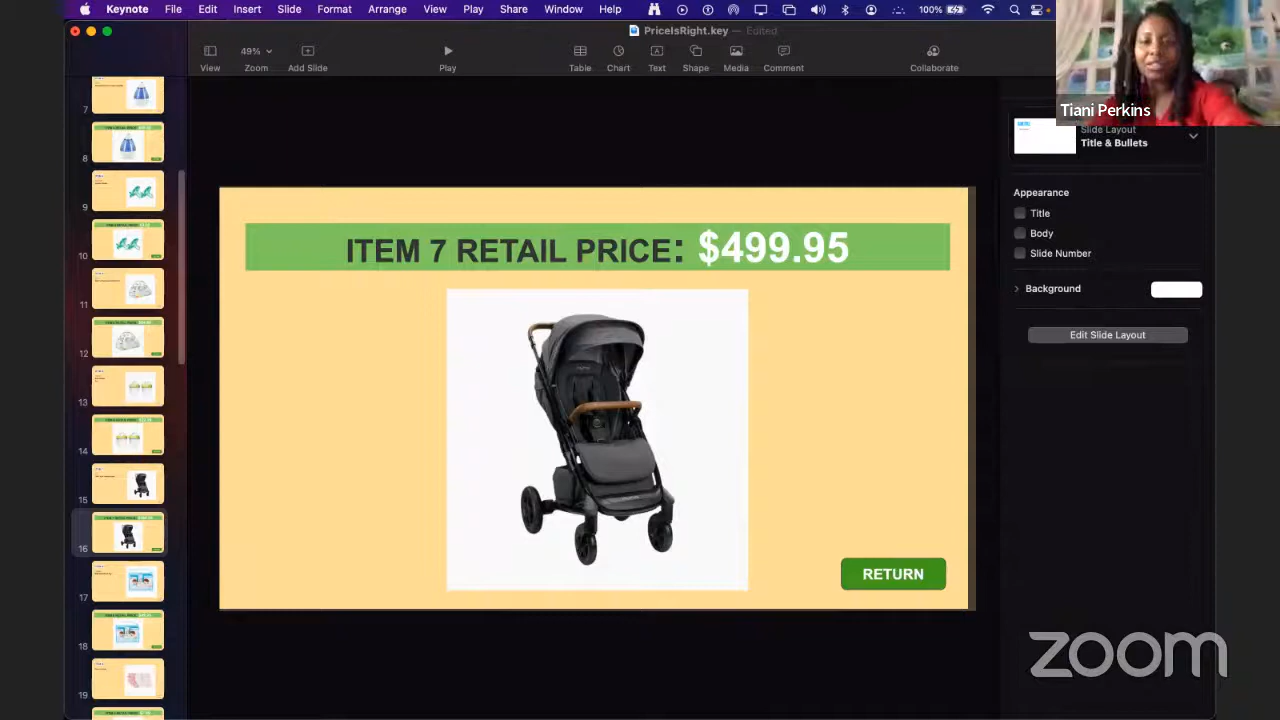 Keynote File Edit Insert Slide Format Arrange View Play Share Window Help 100%
PriceIsRight.key — Edited
49%
View Zoom Add Slide Play Table Chart Text Shape Media Comment Collaborate
Tiani Perkins
Slide Layout
Title & Bullets
Appearance
Title
Body
Slide Number
Background
Edit Slide Layout
7
8
9
10
11
12
13
14
15
16
17
18
19
ITEM 7 RETAIL PRICE: $499.95
RETURN
zoom